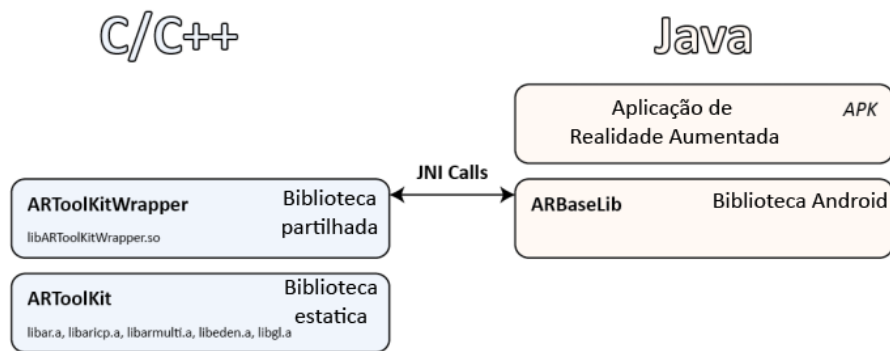 C/C++
Java
Aplicação de
Realidade Aumentada
APK
JNI Calls
ARToolKitWrapper
Biblioteca
partilhada
libARToolKitWrapper.so
ARBaseLib
Biblioteca Android
ARToolKit
Biblioteca
estatica
libar.a, libaricp.a, libarmulti.a, libeden.a, libgl.a